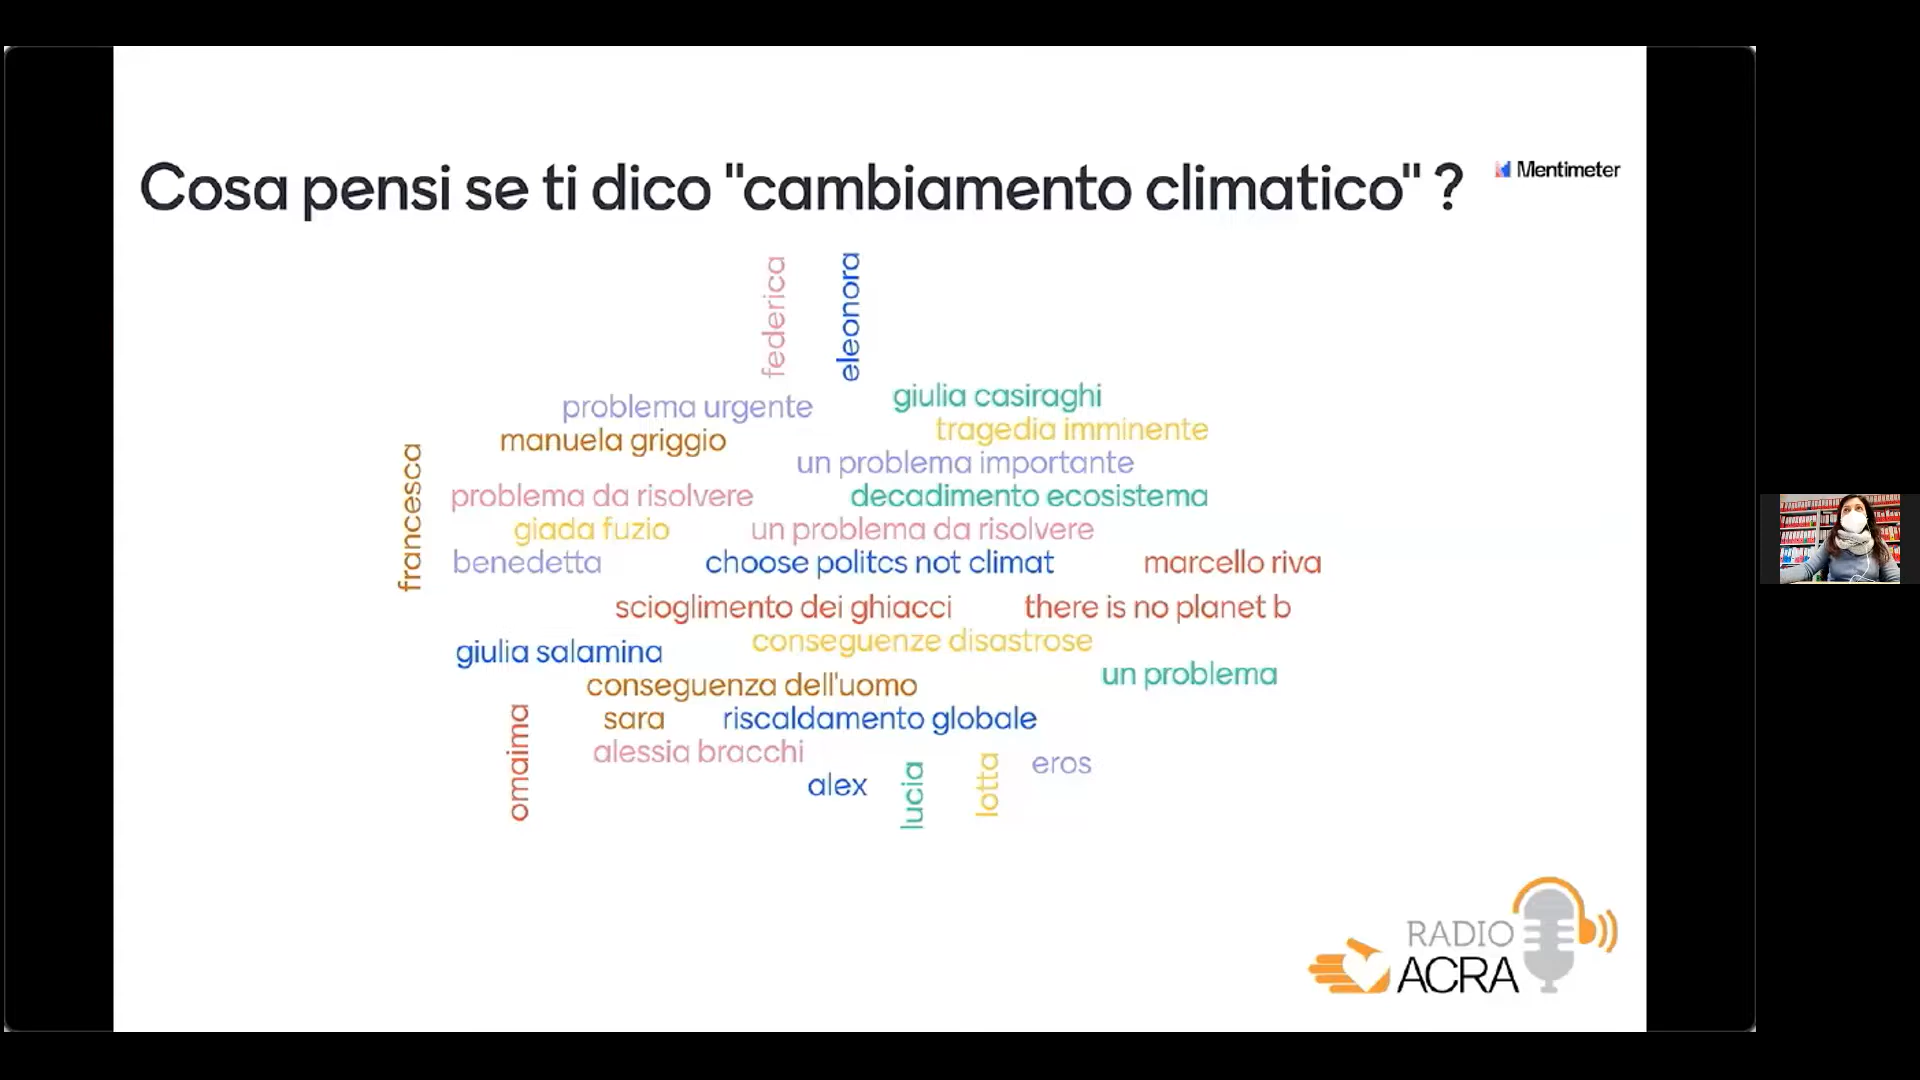 Cosa pensi se ti dico "cambiamento climatico" ?
Mentimeter
federica
eleonora
giulia casiraghi
problema urgente
tragedia imminente
manuela griggio
francesca
un problema importante
problema da risolvere
decadimento ecosistema
giada fuzio
un problema da risolvere
benedetta
choose politcs not climat
marcello riva
scioglimento dei ghiacci
there is no planet b
conseguenze disastrose
giulia salamina
un problema
conseguenza dell'uomo
omaima
sara
riscaldamento globale
alessia bracchi
alex
lucia
lotta
eros
RADIO
ACRA